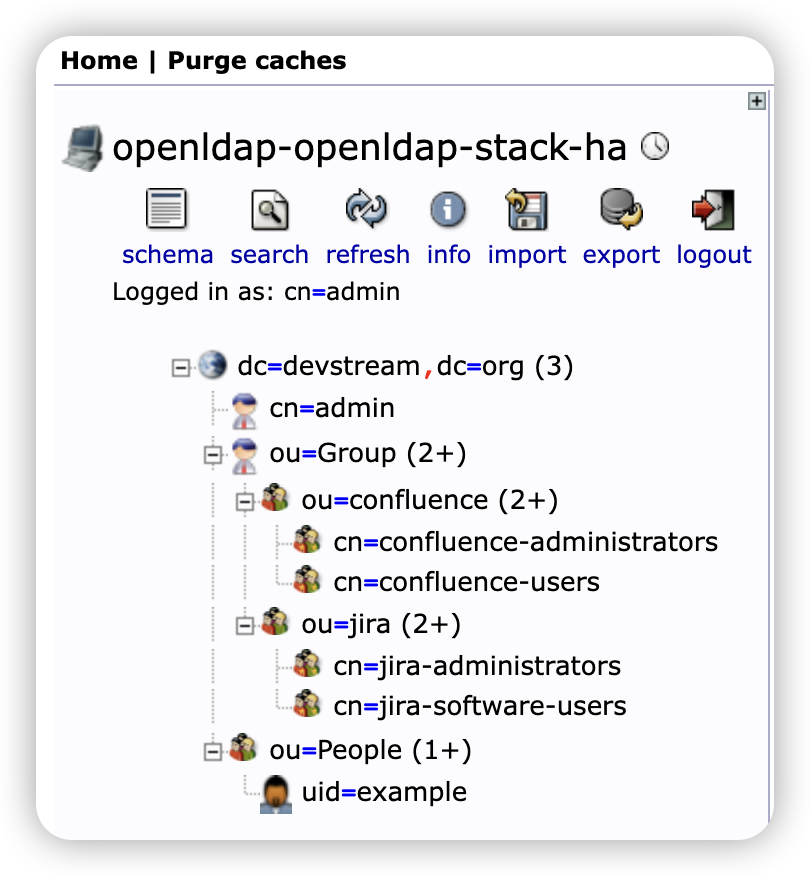 Home | Purge caches
openldap-openldap-stack-ha
schema search refresh info import export logout
Logged in as: cn=admin
dc=devstream,dc=org (3)
cn=admin
ou=Group (2+)
ou=confluence (2+)
cn=confluence-administrators
cn=confluence-users
ou=jira (2+)
cn=jira-administrators
cn=jira-software-users
ou=People (1+)
uid=example